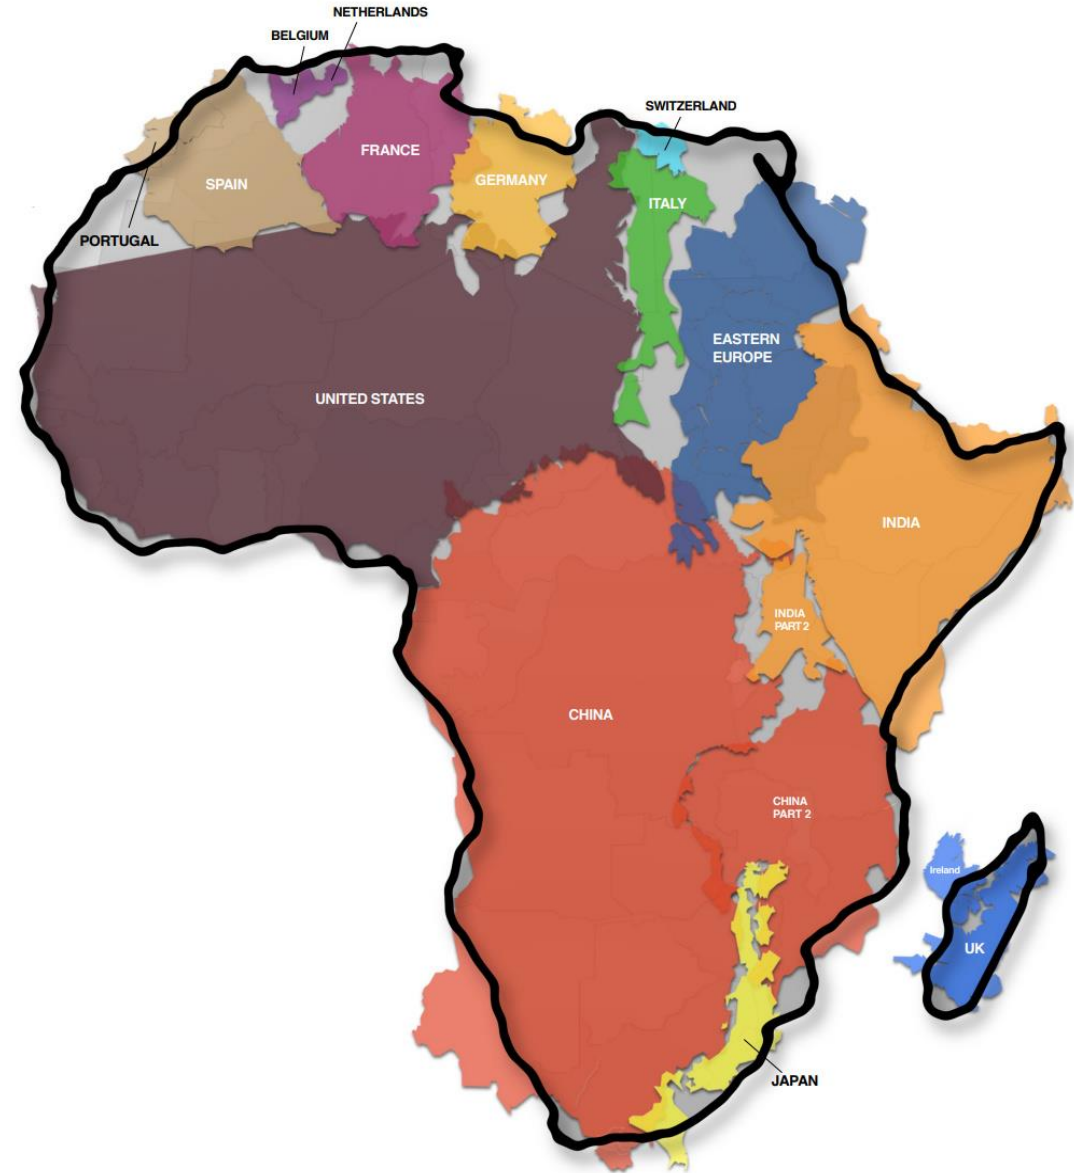 NETHERLANDS
BELGIUM
SWITZERLAND
FRANCE
GERMANY
SPAIN
ITALY
PORTUGAL
EASTERN
EUROPE
UNITED STATES
INDIA
INDIA
PART 2
CHINA
CHINA
PART 2
Ireland
UK
JAPAN